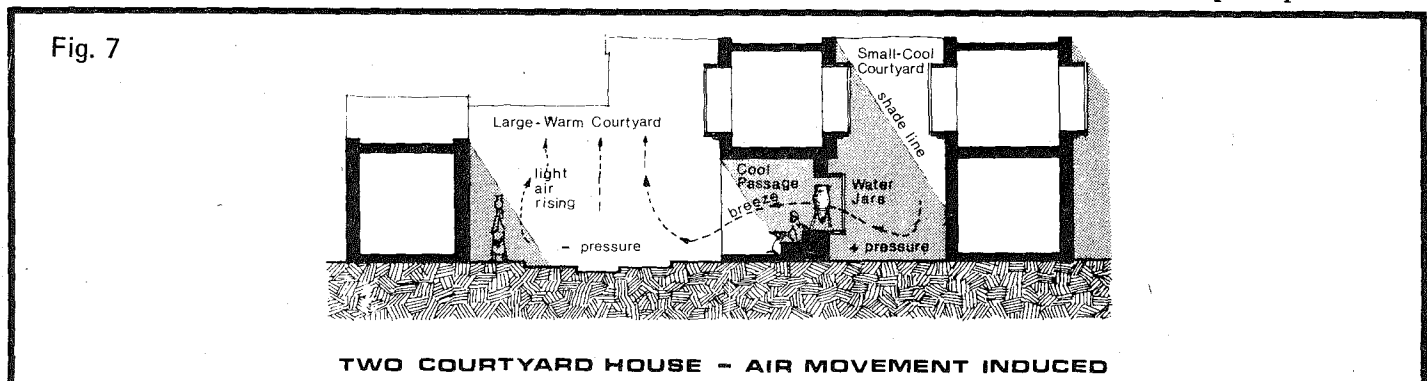 Fig. 7
Small-Cool
Courtyard
shade line
Large-Warm Courtyard
light
air
rising
Cool
Passage
breeze
Water
Jars
- pressure
+ pressure
TWO COURTYARD HOUSE - AIR MOVEMENT INDUCED